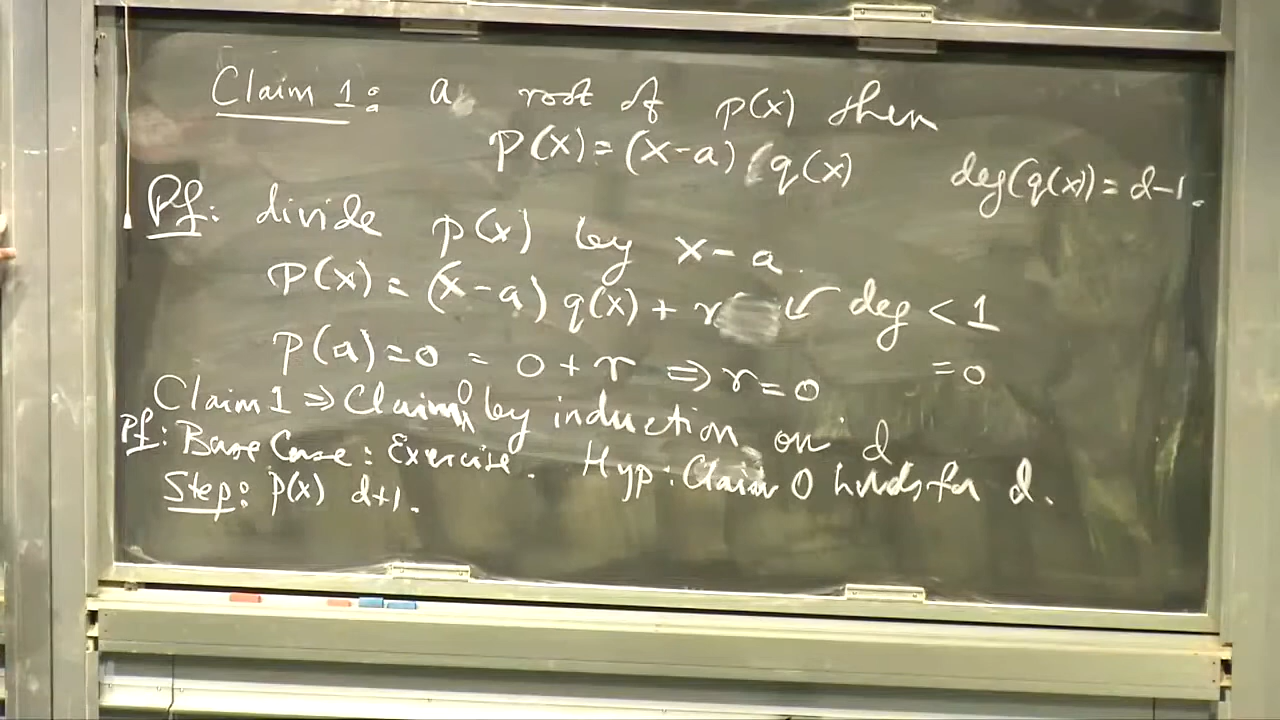 Claim 1: a root of p(x) then
p(x) = (x-a) q(x) deg(q(x)) = d-1.
Pf: divide p(x) by x-a.
p(x) = (x-a) q(x) + r ↙ deg < 1
p(a) = 0 = 0 + r ⇒ r = 0 = 0
Claim 1 ⇒ Claim 0 by induction on d
Pf: Base Case: Exercise. Hyp: Claim 0 holds for d.
Step: p(x) d+1.